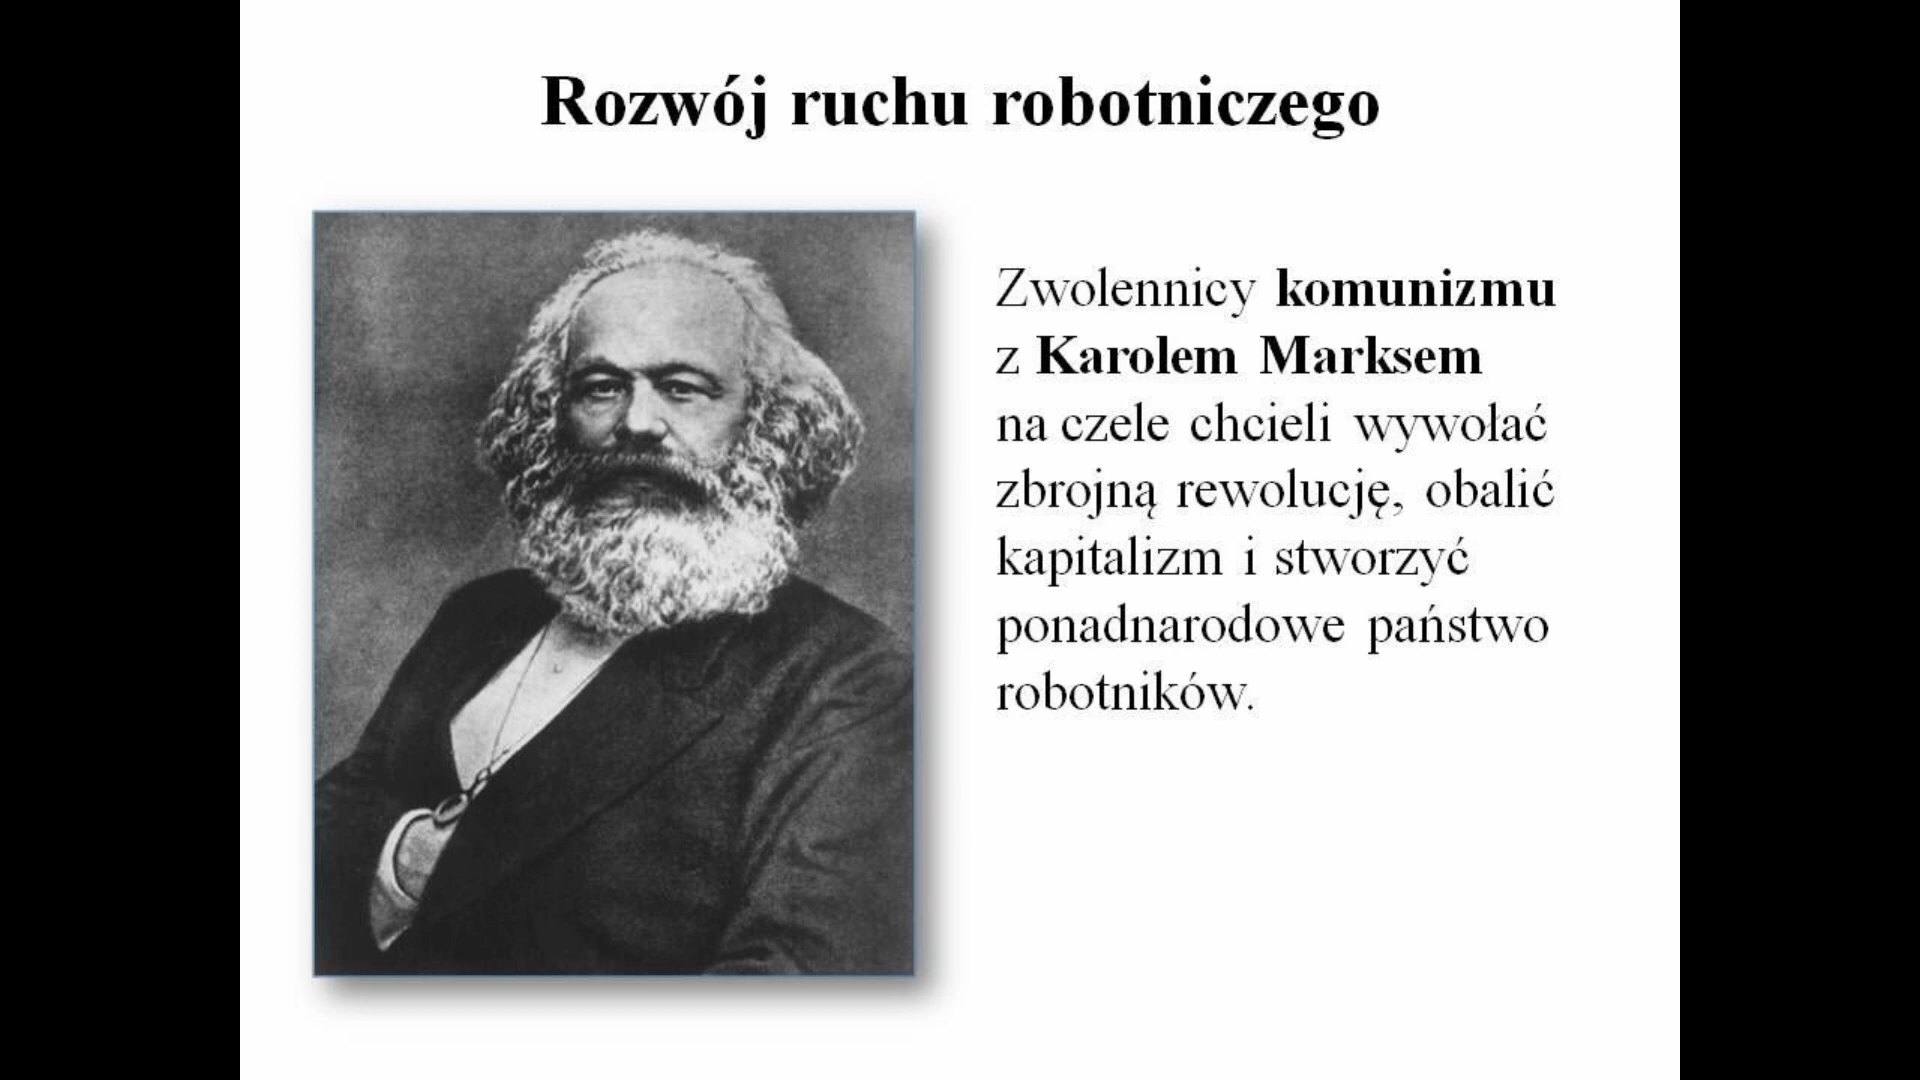 Rozwój ruchu robotniczego
Zwolennicy komunizmu
z Karolem Marksem
na czele chcieli wywołać
zbrojną rewolucję, obalić
kapitalizm i stworzyć
ponadnarodowe państwo
robotników.